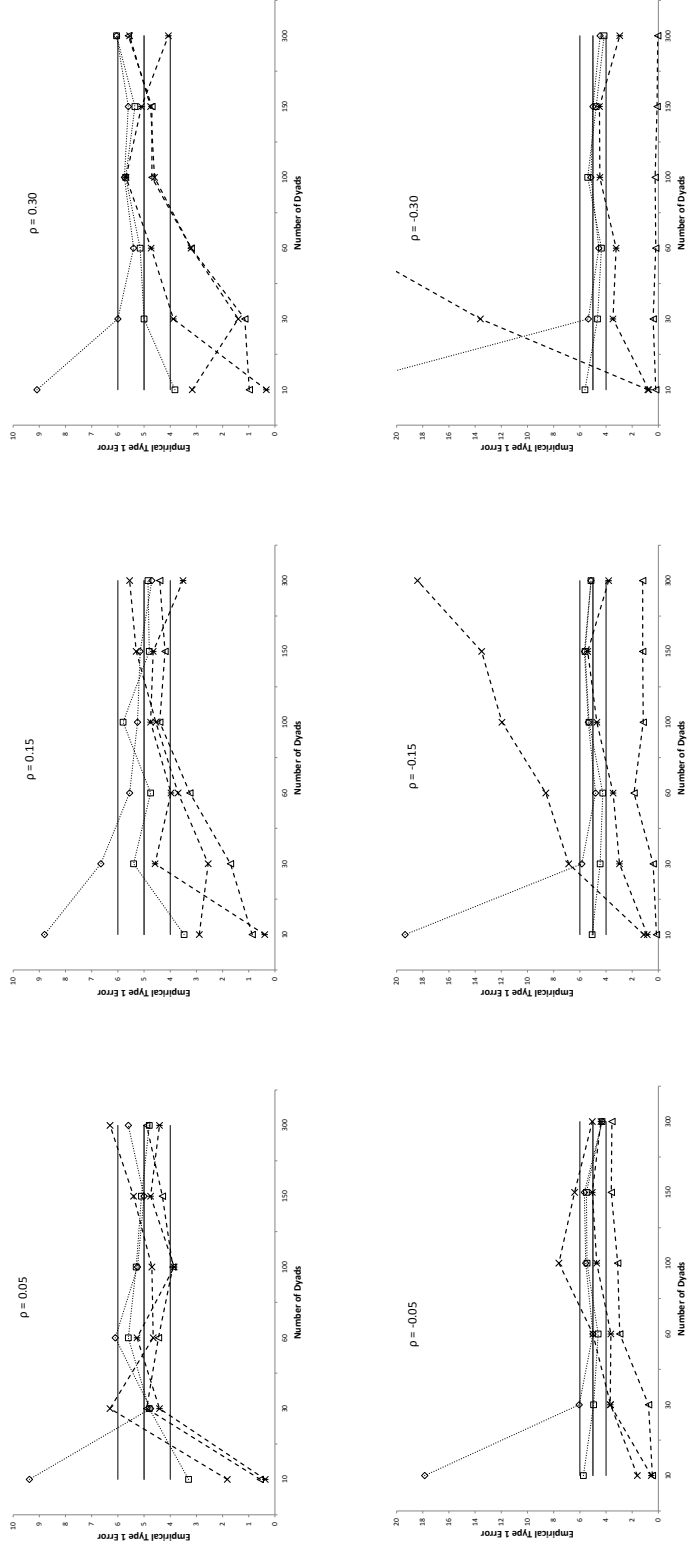 ρ = 0.05
10
9
8
7
6
5
4
3
2
1
0
Empirical Type 1 Error
10 30 60 100 150 300
Number of Dyads
ρ = 0.15
10
9
8
7
6
5
4
3
2
1
0
Empirical Type 1 Error
10 30 60 100 150 300
Number of Dyads
ρ = 0.30
10
9
8
7
6
5
4
3
2
1
0
Empirical Type 1 Error
10 30 60 100 150 300
Number of Dyads
ρ = -0.05
20
18
16
14
12
10
8
6
4
2
0
Empirical Type 1 Error
10 30 60 100 150 300
Number of Dyads
ρ = -0.15
20
18
16
14
12
10
8
6
4
2
0
Empirical Type 1 Error
10 30 60 100 150 300
Number of Dyads
ρ = -0.30
20
18
16
14
12
10
8
6
4
2
0
Empirical Type 1 Error
10 30 60 100 150 300
Number of Dyads